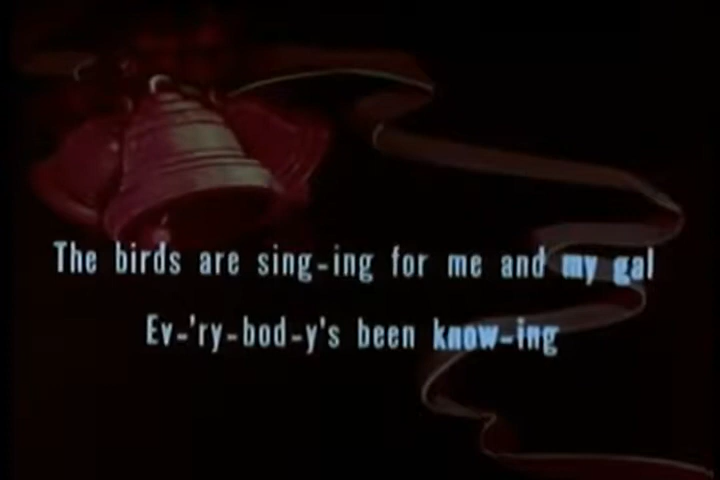 The birds are sing-ing for me and my gal
Ev-'ry-bod-y's been know-ing